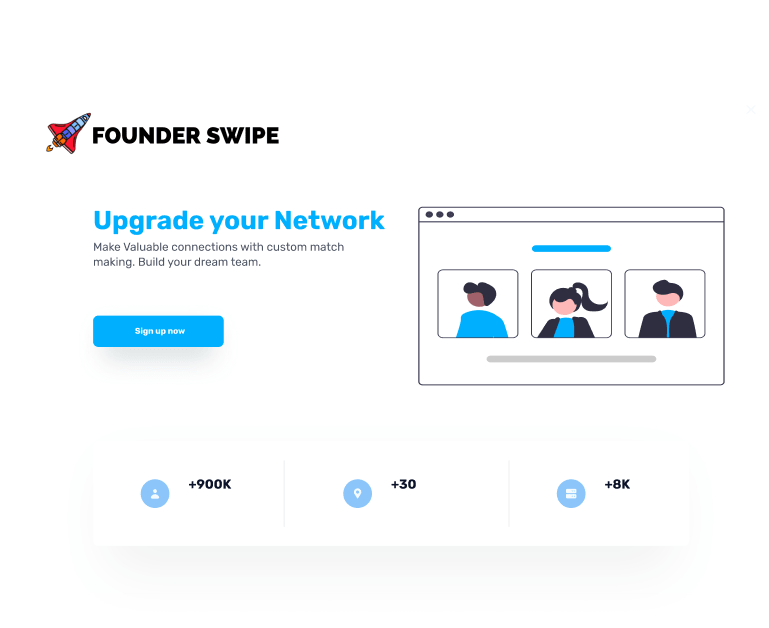 FOUNDER SWIPE
Upgrade your Network
Make Valuable connections with custom match
making. Build your dream team.
Sign up now
+900K
+30
+8K